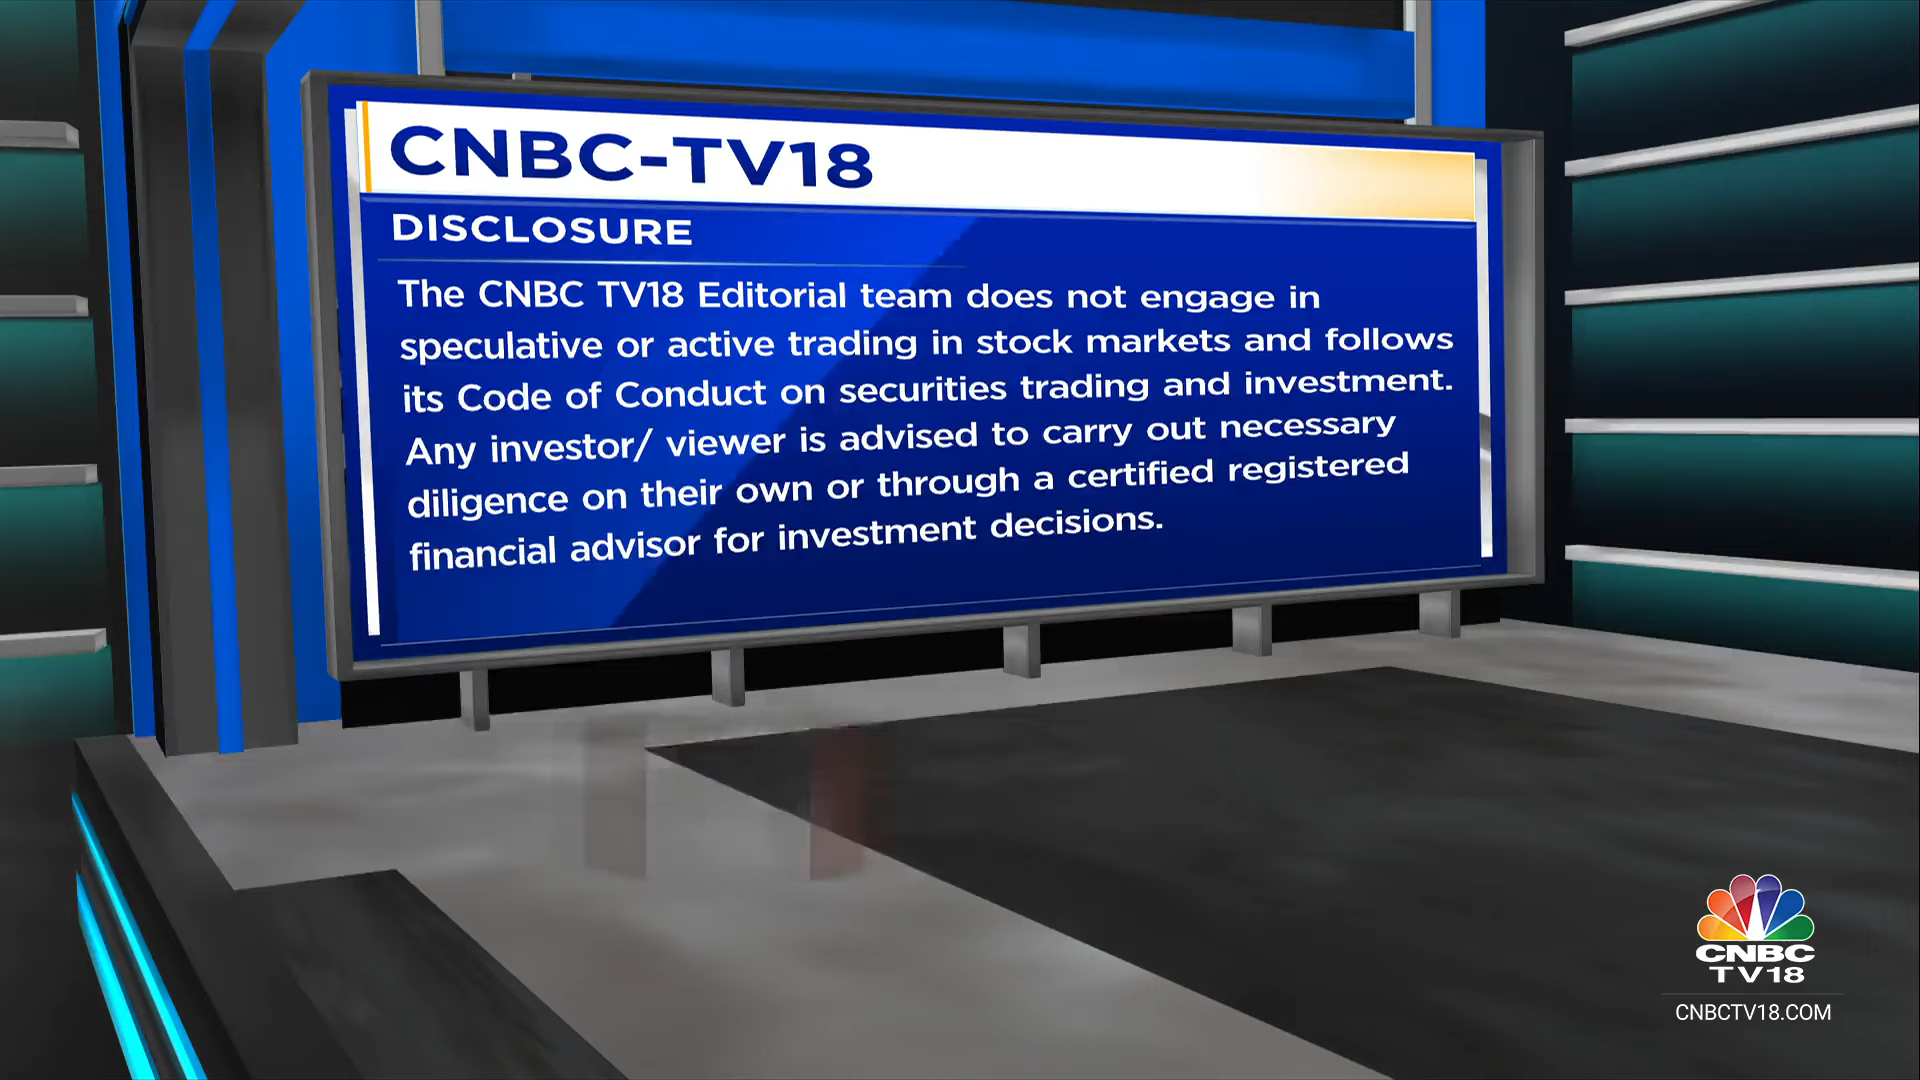 CNBC-TV18
DISCLOSURE
The CNBC TV18 Editorial team does not engage in
speculative or active trading in stock markets and follows
its Code of Conduct on securities trading and investment.
Any investor/ viewer is advised to carry out necessary
diligence on their own or through a certified registered
financial advisor for investment decisions.
CNBC
TV18
CNBCTV18.COM